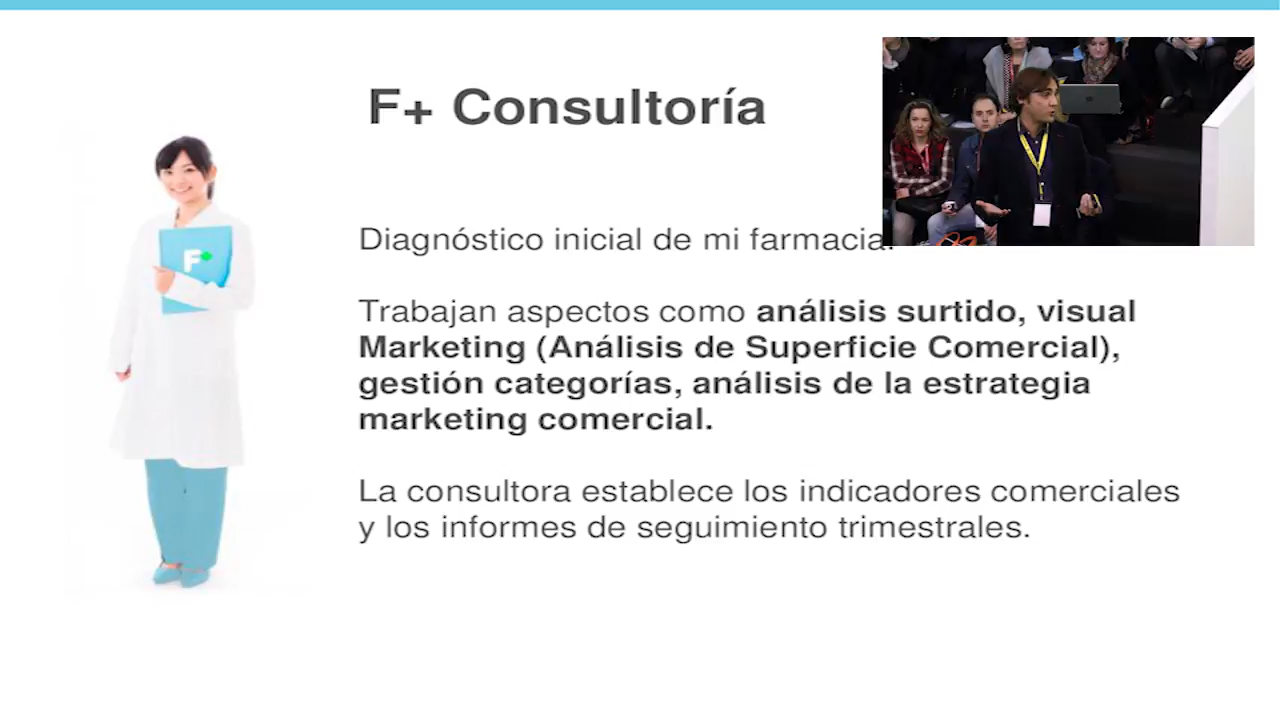 F+ Consultoría
F+
Diagnóstico inicial de mi farmacia.
Trabajan aspectos como análisis surtido, visual
Marketing (Análisis de Superficie Comercial),
gestión categorías, análisis de la estrategia
marketing comercial.
La consultora establece los indicadores comerciales
y los informes de seguimiento trimestrales.